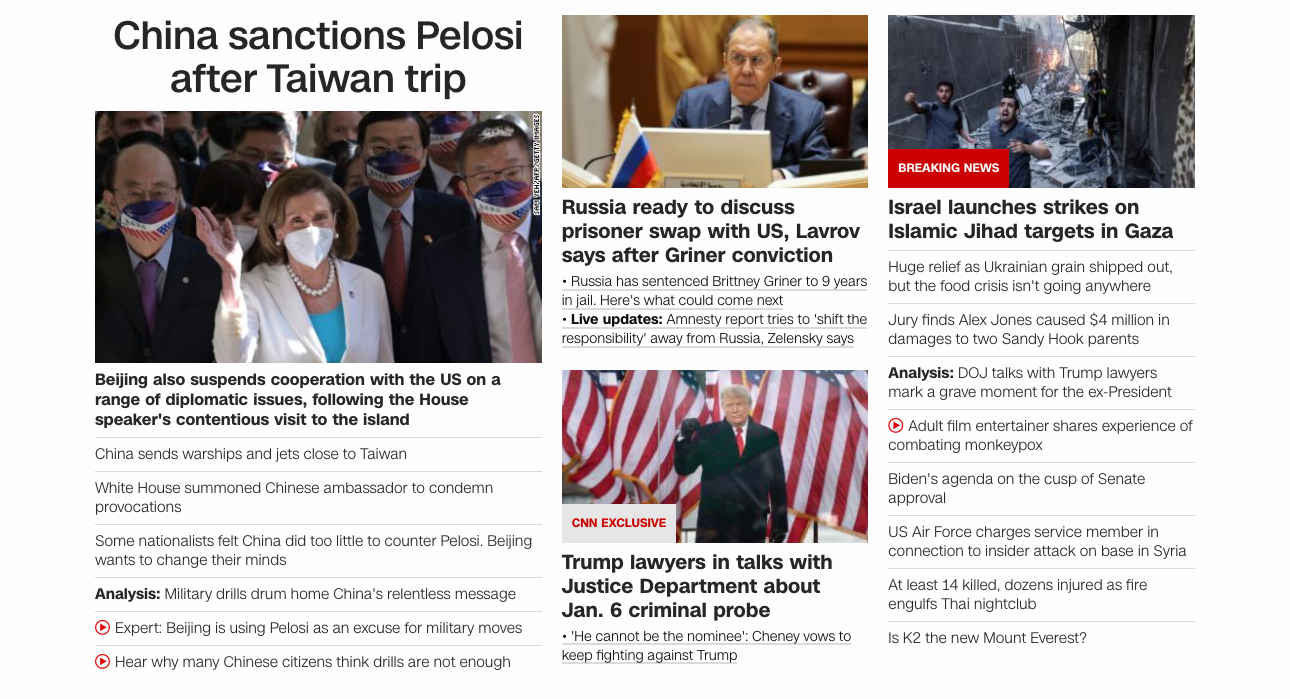 China sanctions Pelosi
after Taiwan trip
SAM YEH/AFP/GETTY IMAGES
Beijing also suspends cooperation with the US on a
range of diplomatic issues, following the House
speaker's contentious visit to the island
China sends warships and jets close to Taiwan
White House summoned Chinese ambassador to condemn
provocations
Some nationalists felt China did too little to counter Pelosi. Beijing
wants to change their minds
Analysis: Military drills drum home China's relentless message
Expert: Beijing is using Pelosi as an excuse for military moves
Hear why many Chinese citizens think drills are not enough
Russia ready to discuss
prisoner swap with US, Lavrov
says after Griner conviction
• Russia has sentenced Brittney Griner to 9 years
in jail. Here's what could come next
• Live updates: Amnesty report tries to 'shift the
responsibility' away from Russia, Zelensky says
CNN EXCLUSIVE
Trump lawyers in talks with
Justice Department about
Jan. 6 criminal probe
• 'He cannot be the nominee': Cheney vows to
keep fighting against Trump
BREAKING NEWS
Israel launches strikes on
Islamic Jihad targets in Gaza
Huge relief as Ukrainian grain shipped out,
but the food crisis isn't going anywhere
Jury finds Alex Jones caused $4 million in
damages to two Sandy Hook parents
Analysis: DOJ talks with Trump lawyers
mark a grave moment for the ex-President
Adult film entertainer shares experience of
combating monkeypox
Biden's agenda on the cusp of Senate
approval
US Air Force charges service member in
connection to insider attack on base in Syria
At least 14 killed, dozens injured as fire
engulfs Thai nightclub
Is K2 the new Mount Everest?